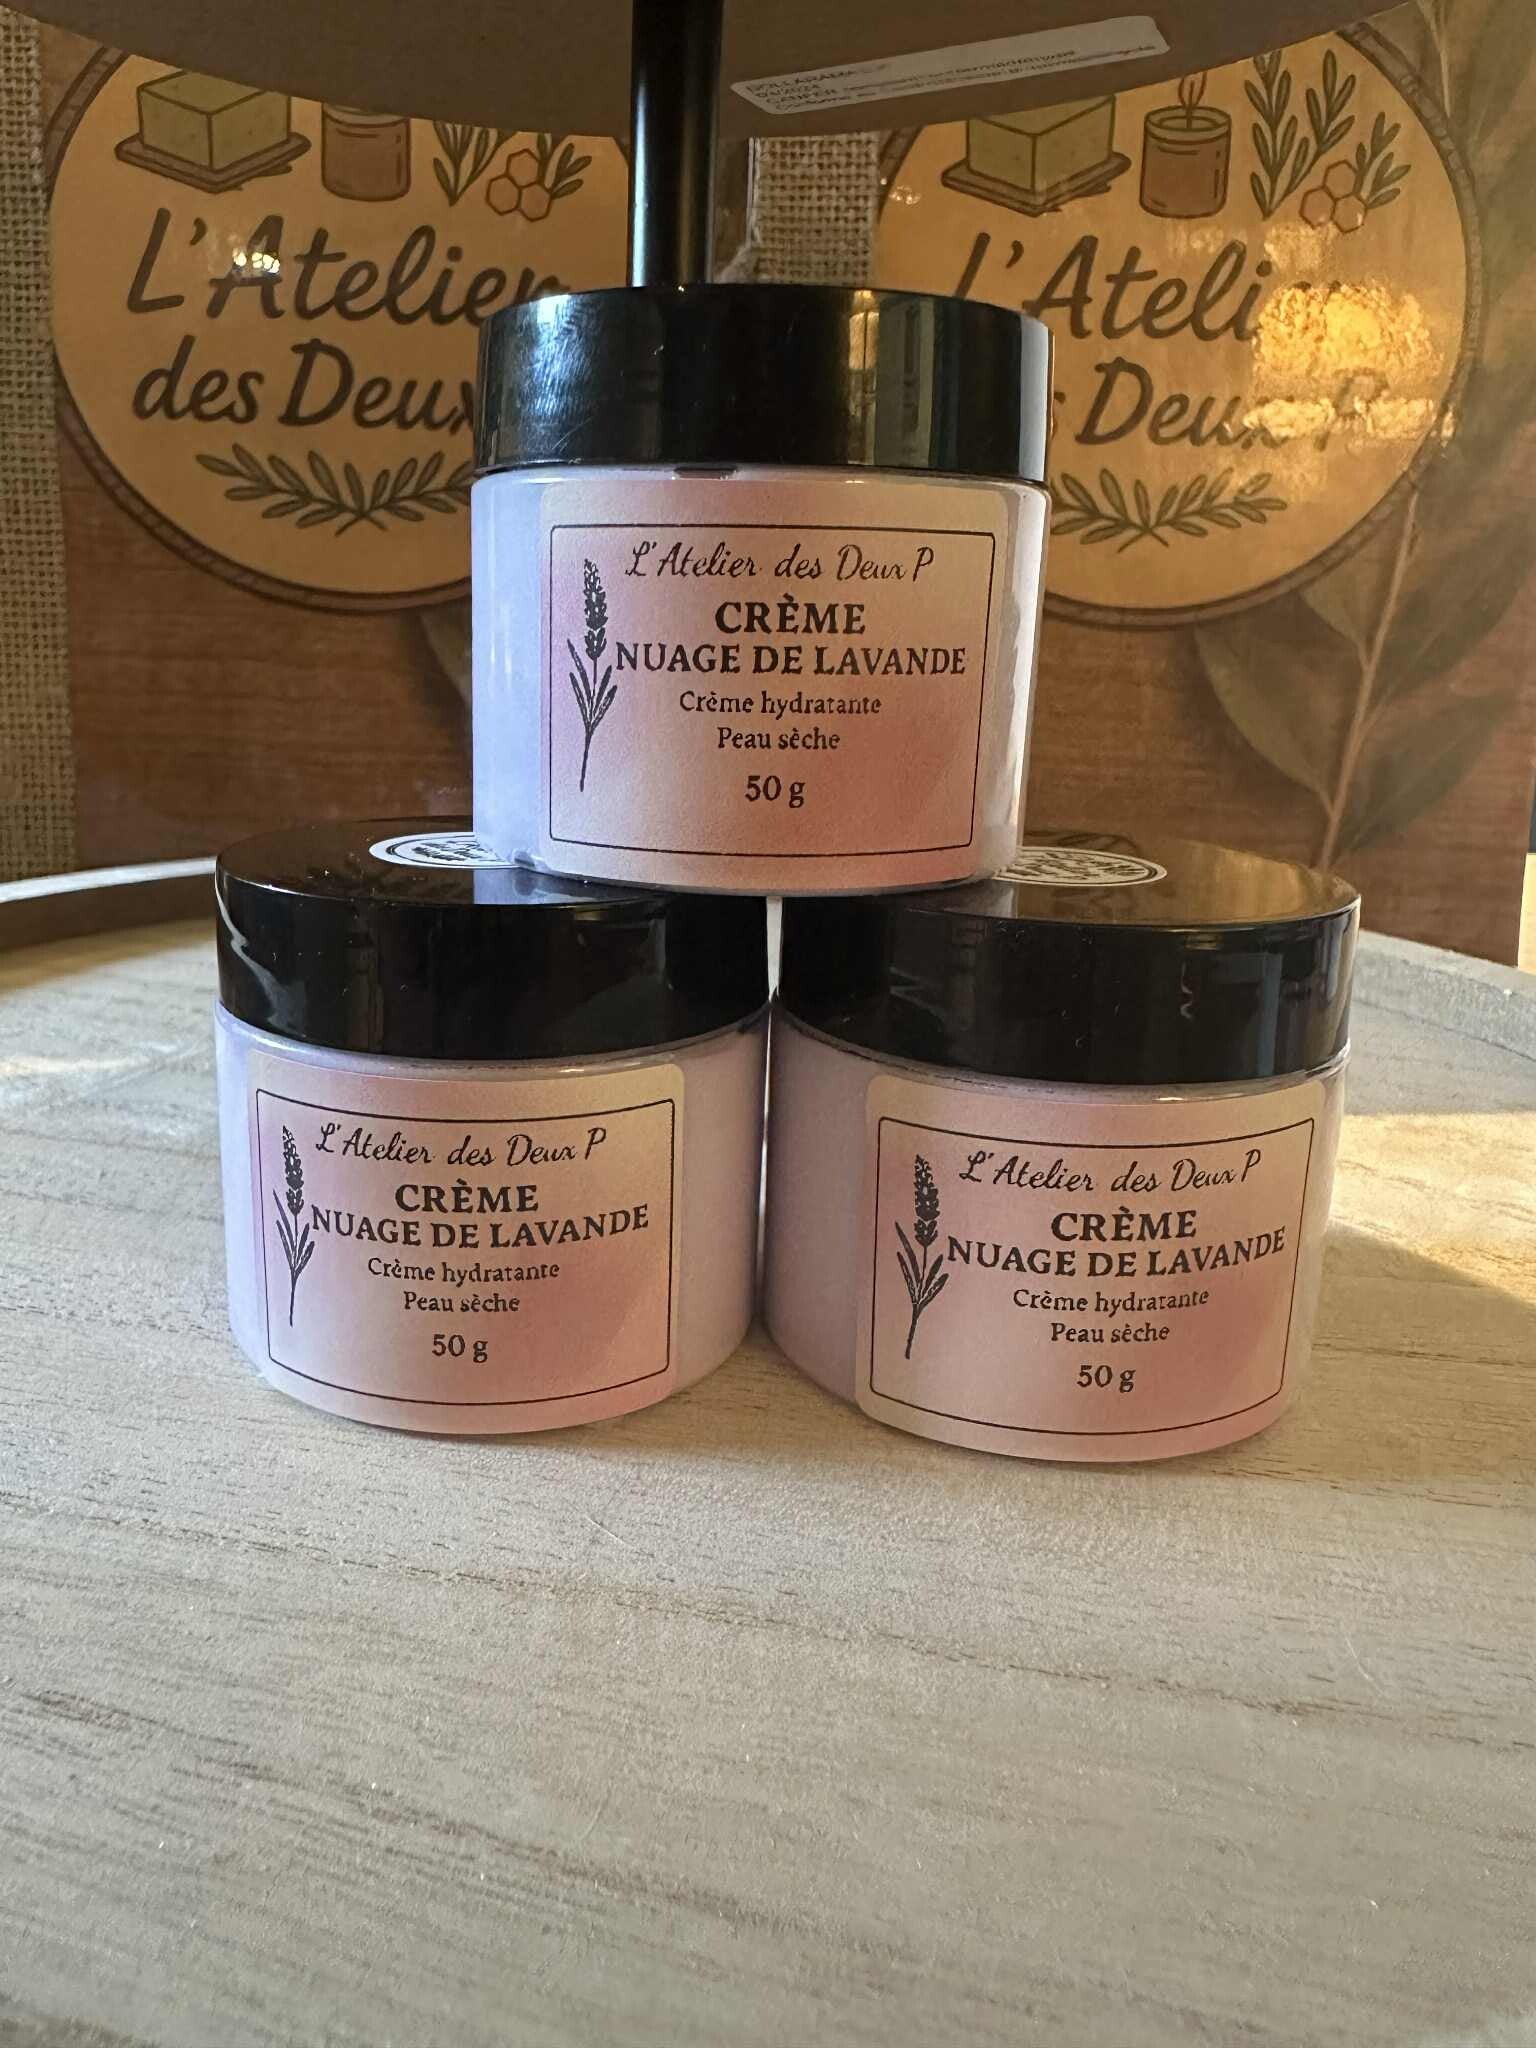 DOLLARAMA
L'Atelier
des Deux
L'Atelier
Deux P
L'Atelier des Deux P
CRÈME
NUAGE DE LAVANDE
Crème hydratante
Peau sèche
50 g
L'Atelier des Deux P
CRÈME
NUAGE DE LAVANDE
Crème hydratante
Peau sèche
50 g
L'Atelier des Deux P
CRÈME
NUAGE DE LAVANDE
Crème hydratante
Peau sèche
50 g